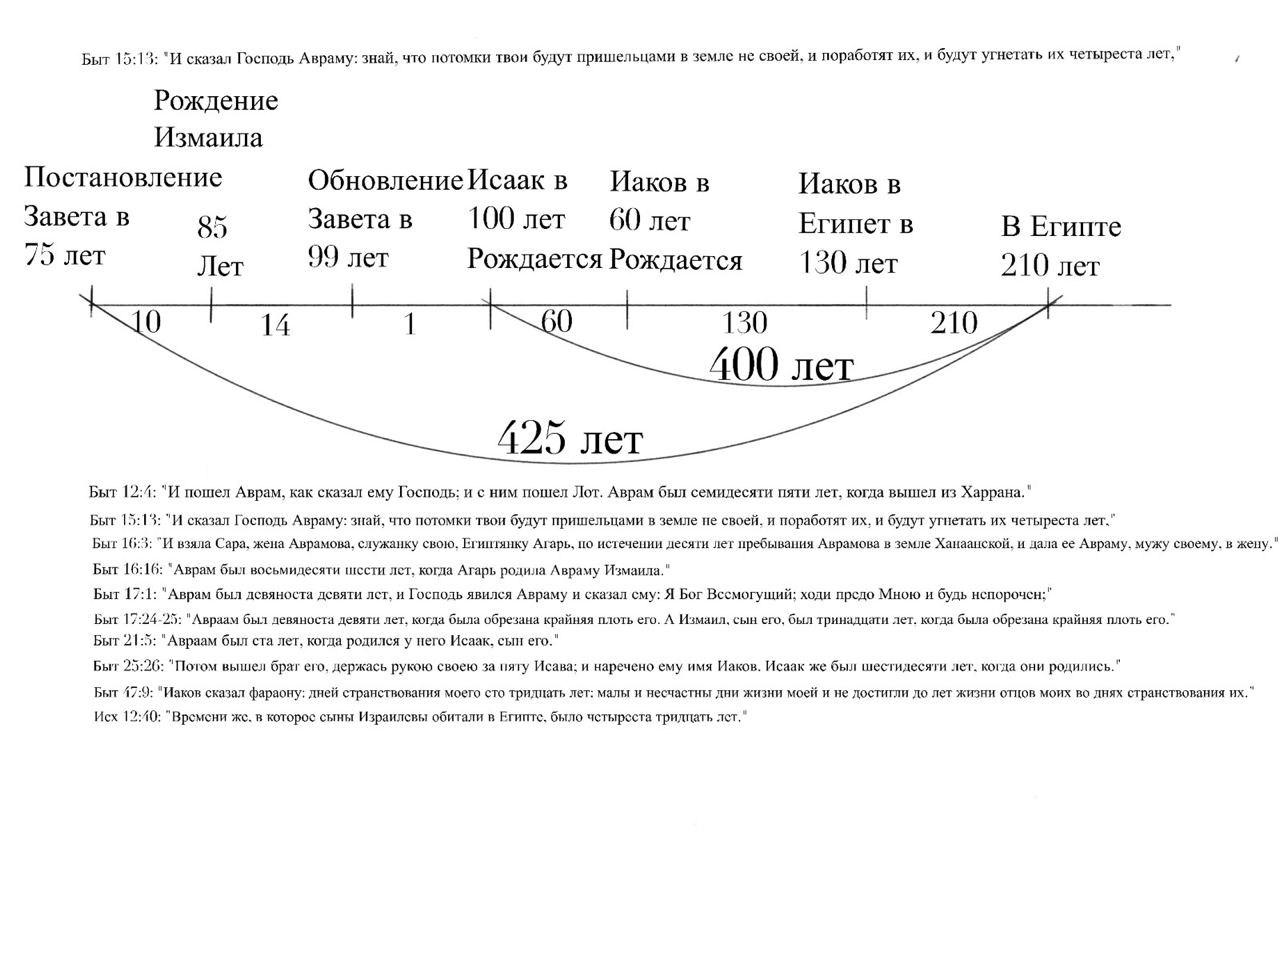 Быт 15:13: "И сказал Господь Авраму: знай, что потомки твои будут пришельцами в земле не своей, и поработят их, и будут угнетать их четыреста лет,"
Рождение
Измаила
Постановление
Завета в
75 лет
85
Лет
Обновление
Завета в
99 лет
Исаак в
100 лет
Рождается
Иаков в
60 лет
Рождается
Иаков в
Египет в
130 лет
В Египте
210 лет
10 14 1 60 130 210
400 лет
425 лет
Быт 12:4: "И пошел Аврам, как сказал ему Господь; и с ним пошел Лот. Аврам был семидесяти пяти лет, когда вышел из Харрана."
Быт 15:13: "И сказал Господь Авраму: знай, что потомки твои будут пришельцами в земле не своей, и поработят их, и будут угнетать их четыреста лет,"
Быт 16:3: "И взяла Сара, жена Аврамова, служанку свою, Египтянку Агарь, по истечении десяти лет пребывания Аврамова в земле Ханаанской, и дала ее Авраму, мужу своему, в жену."
Быт 16:16: "Аврам был восьмидесяти шести лет, когда Агарь родила Авраму Измаила."
Быт 17:1: "Аврам был девяноста девяти лет, и Господь явился Авраму и сказал ему: Я Бог Всемогущий; ходи предо Мною и будь непорочен;"
Быт 17:24-25: "Авраам был девяноста девяти лет, когда была обрезана крайняя плоть его. А Измаил, сын его, был тринадцати лет, когда была обрезана крайняя плоть его."
Быт 21:5: "Авраам был ста лет, когда родился у него Исаак, сын его."
Быт 25:26: "Потом вышел брат его, держась рукою своею за пяту Исава; и наречено ему имя Иаков. Исаак же был шестидесяти лет, когда они родились."
Быт 47:9: "Иаков сказал фараону: дней странствования моего сто тридцать лет; малы и несчастны дни жизни моей и не достигли до лет жизни отцов моих во днях странствования их."
Исх 12:40: "Времени же, в которое сыны Израилевы обитали в Египте, было четыреста тридцать лет."